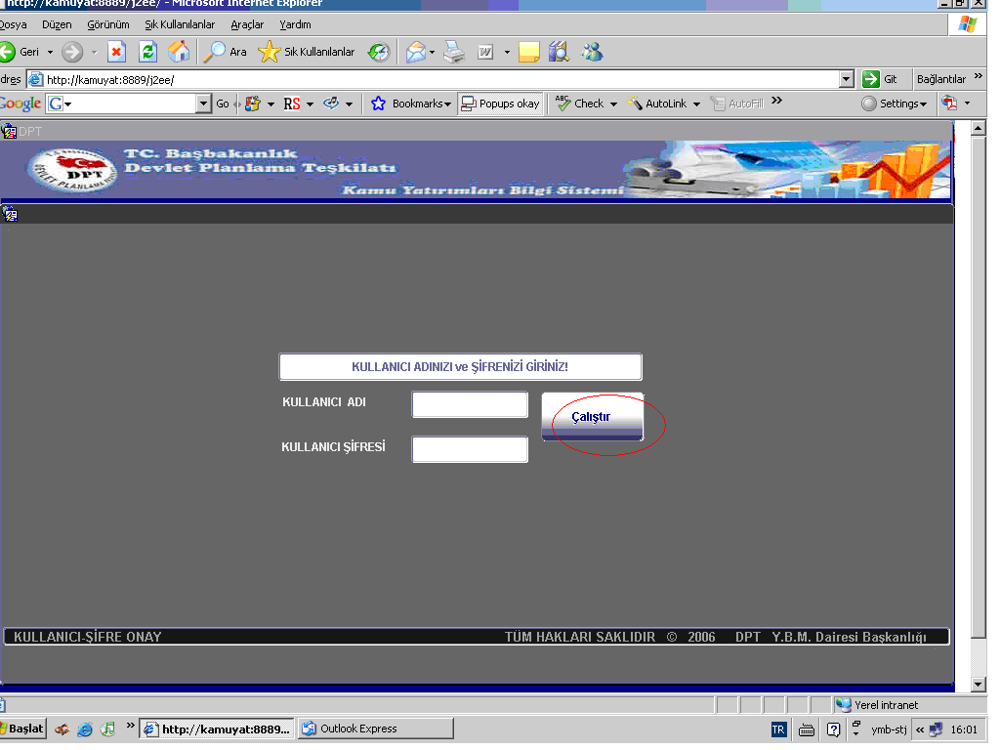 http://kamuyat:8889/j2ee/ - Microsoft Internet Explorer
Dosya Düzen Görünüm Sık Kullanılanlar Araçlar Yardım
Geri Ara Sık Kullanılanlar
dres http://kamuyat:8889/j2ee/ Git Bağlantılar »
Google G Go RS Bookmarks Popups okay ABC Check AutoLink AutoFill » Settings
DPT
TC. Başbakanlık
Devlet Planlama Teşkilatı
DPT
DEVLET PLANLAMA
Kamu Yatırımları Bilgi Sistemi
KULLANICI ADINIZI ve ŞİFRENİZİ GİRİNİZ!
KULLANICI ADI
Çalıştır
KULLANICI ŞİFRESİ
KULLANICI-ŞİFRE ONAY TÜM HAKLARI SAKLIDIR © 2006 DPT Y.B.M. Dairesi Başkanlığı
Yerel intranet
Başlat » http://kamuyat:8889... Outlook Express TR ymb-stj « 16:01